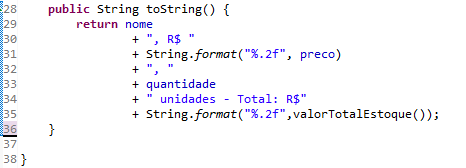 28 public String toString() {
29 return nome
30 + ", R$ "
31 + String.format("%.2f", preco)
32 + ", "
33 + quantidade
34 + " unidades - Total: R$"
35 + String.format("%.2f",valorTotalEstoque());
36 }
37
38 }